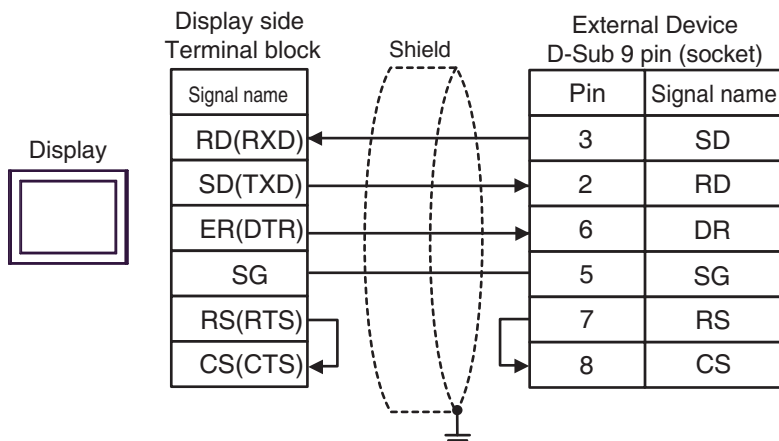 Display side
Terminal block
Shield
External Device
D-Sub 9 pin (socket)
Display
Signal name
Pin Signal name
RD(RXD) 3 SD
SD(TXD) 2 RD
ER(DTR) 6 DR
SG 5 SG
RS(RTS) 7 RS
CS(CTS) 8 CS